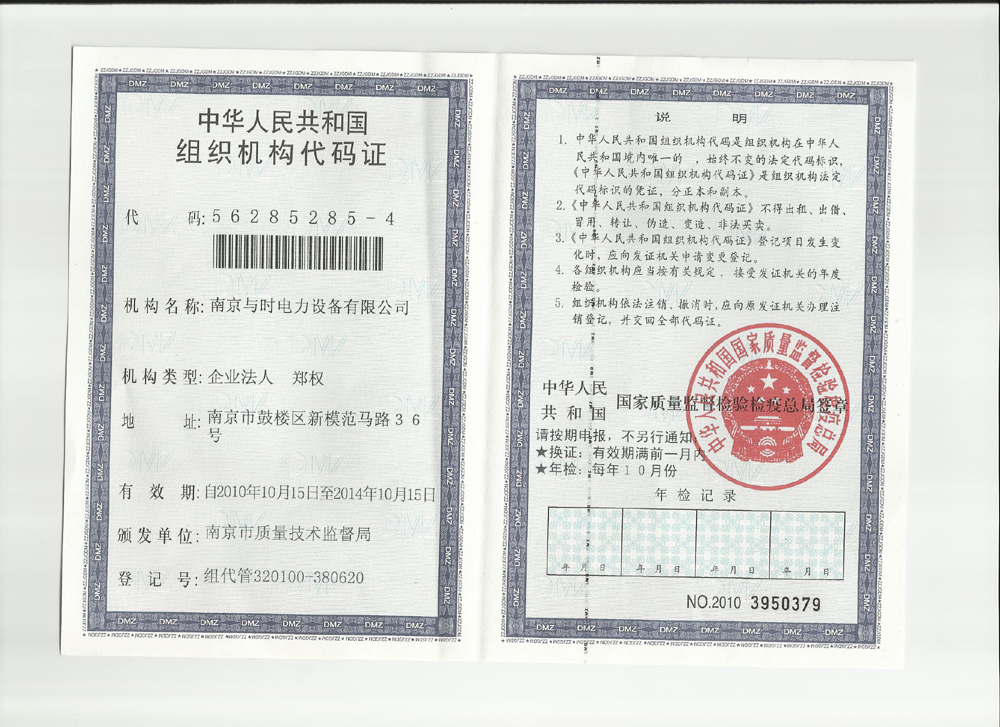 中华人民共和国
组织机构代码证
代 码: 56285285-4
机构名称: 南京与时电力设备有限公司
机构类型: 企业法人 郑权
地 址: 南京市鼓楼区新模范马路36
号
有 效 期: 自2010年10月15日至2014年10月15日
颁发单位: 南京市质量技术监督局
登 记 号: 组代管320100-380620
说 明
1. 中华人民共和国组织机构代码是组织机构在中华人
民共和国境内唯一的 、始终不变的法定代码标识,
《中华人民共和国组织机构代码证》是组织机构法定
代码标识的凭证,分正本和副本。
2.《中华人民共和国组织机构代码证》不得出租、出借、
冒用、转让、伪造、变造、非法买卖。
3.《中华人民共和国组织机构代码证》登记项目发生变
化时,应向发证机关申请变更登记。
4. 各组织机构应当按有关规定,接受发证机关的年度
检验。
5. 组织机构依法注销、撤消时,应向原发证机关办理注
销登记,并交回全部代码证。
中华人民
共和国 国家质量监督检验检疫总局签章
中华人民共和国国家质量监督检验检疫总局
请按期申报,不另行通知。
★换证: 有效期满前一月内
★年检: 每年10月份
年检记录
年 月 日 年 月 日 年 月 日 年 月 日
NO.2010 3950379